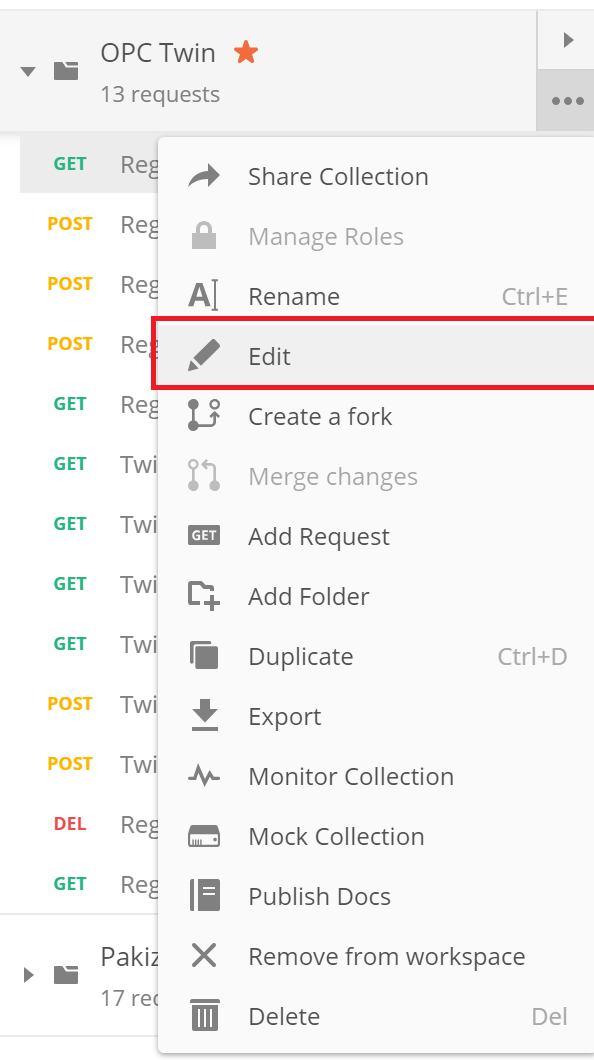 OPC Twin
13 requests
GET Reg
POST Reg
POST Reg
POST Reg
GET Reg
GET Twi
GET Twi
GET Twi
GET Twi
POST Twi
POST Twi
DEL Reg
GET Reg
Pakiz
17
Share Collection
Manage Roles
Rename Ctrl+E
Edit
Create a fork
Merge changes
GET Add Request
Add Folder
Duplicate Ctrl+D
Export
Monitor Collection
Mock Collection
Publish Docs
Remove from workspace
Delete Del